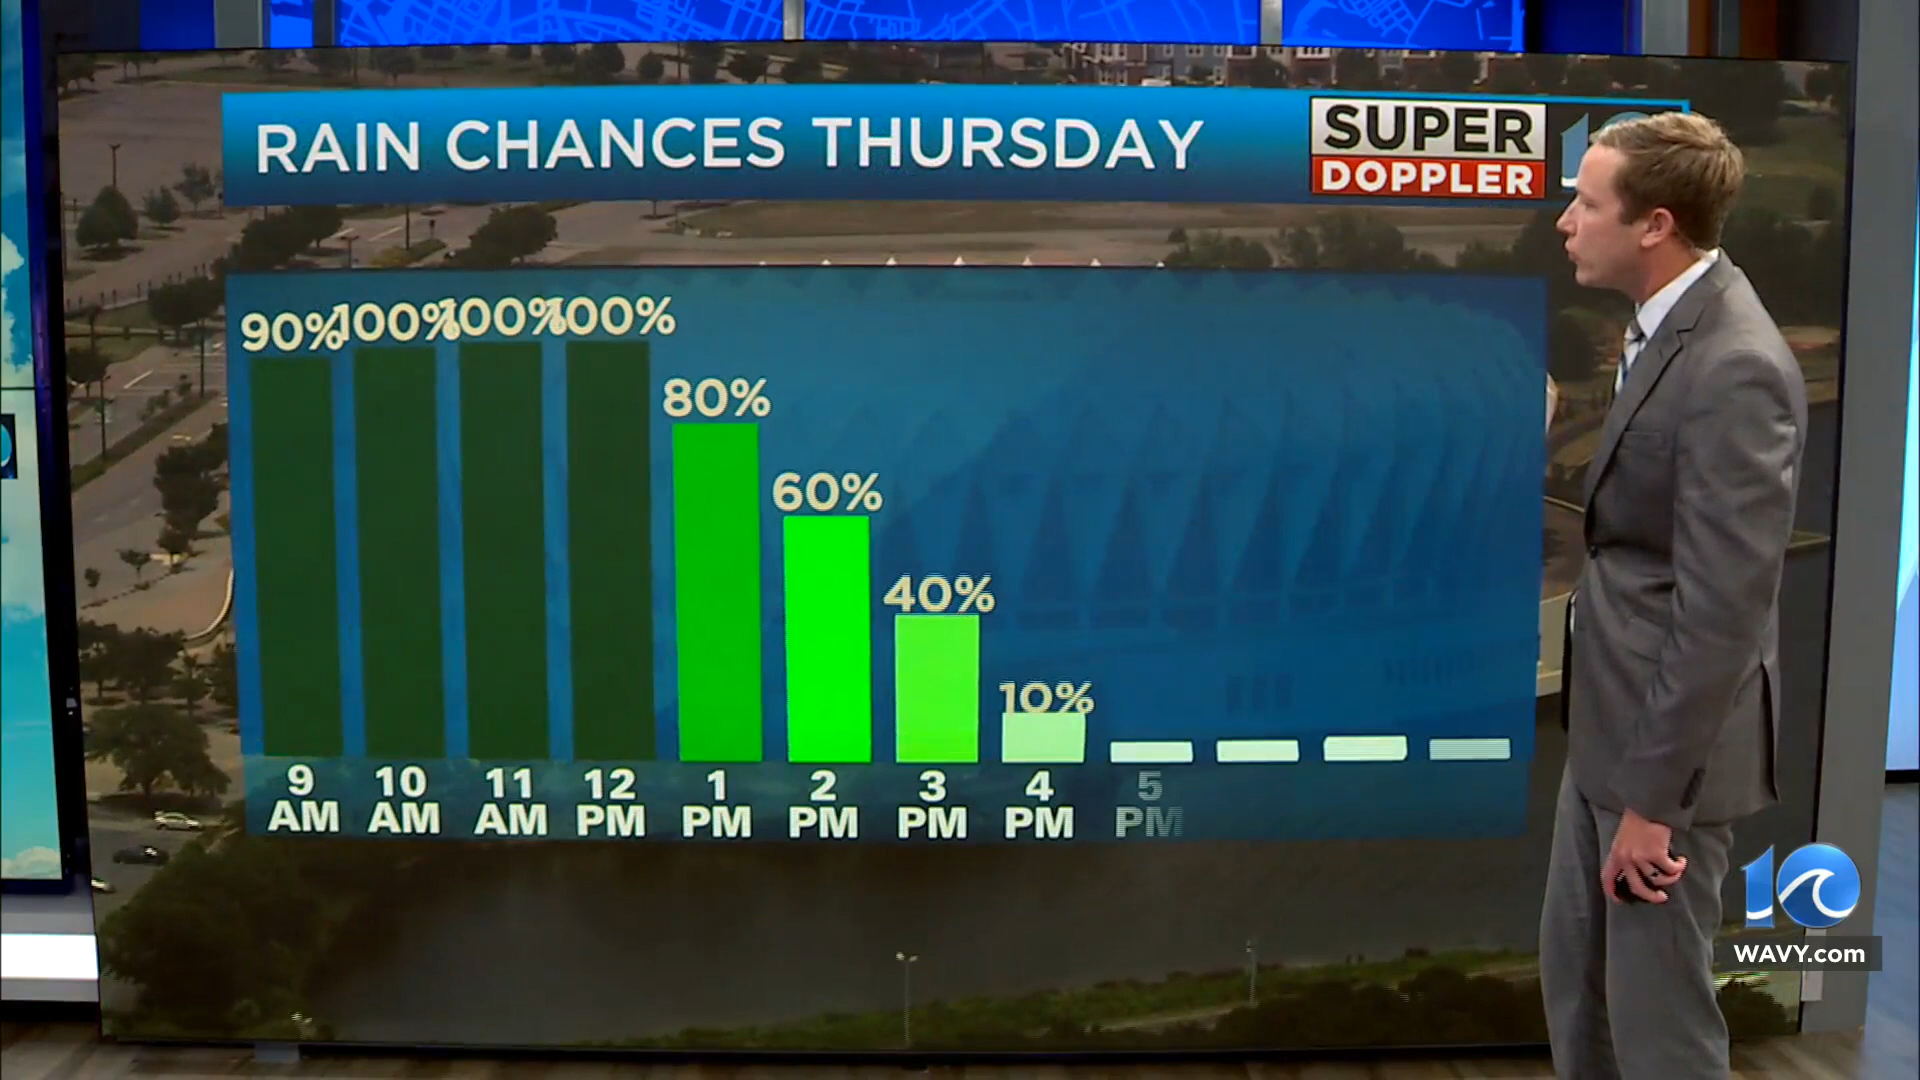 RAIN CHANCES THURSDAY
SUPER
DOPPLER
90% 100% 100% 100%
80%
60%
40%
10%
9 AM
10 AM
11 AM
12 PM
1 PM
2 PM
3 PM
4 PM
5 PM
10
WAVY.com